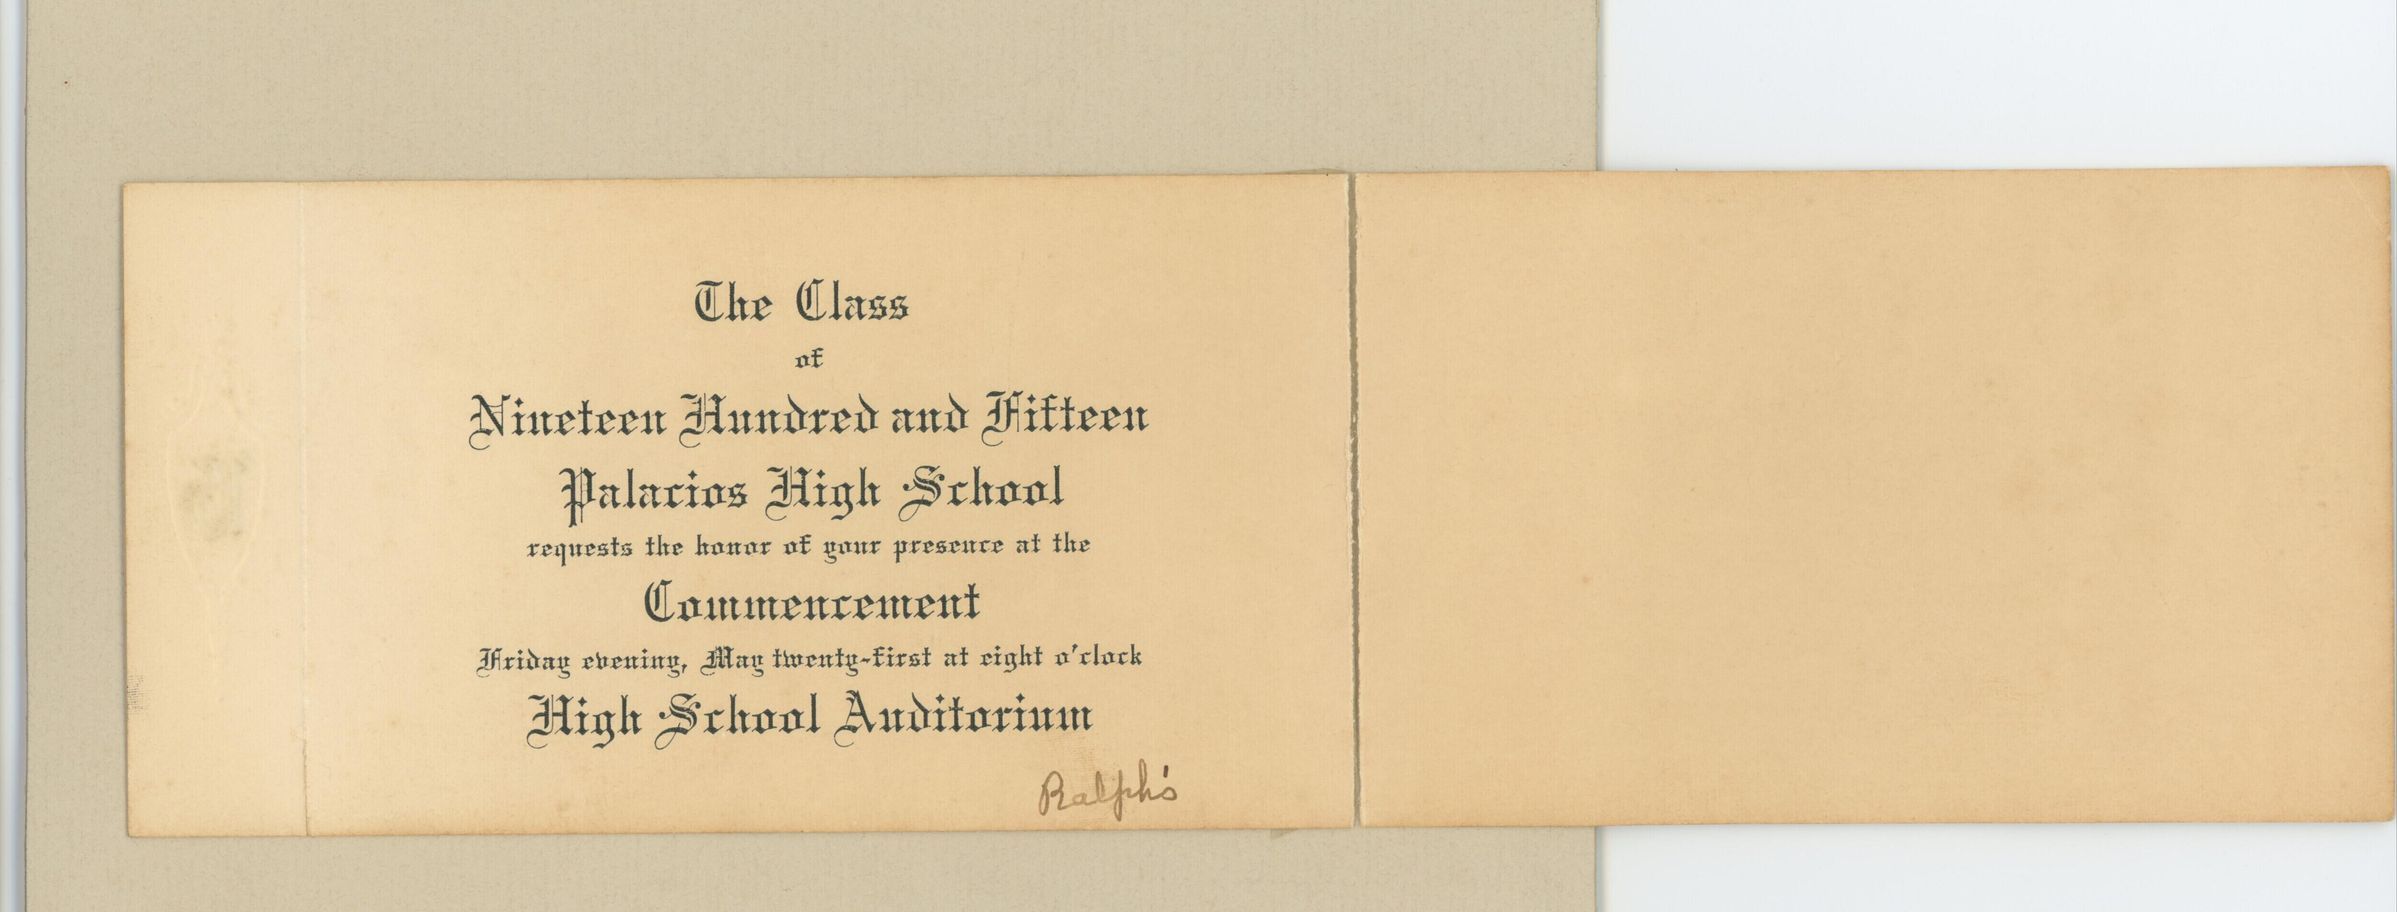 The Class
of
Nineteen Hundred and Fifteen
Palacios High School
requests the honor of your presence at the
Commencement
Friday evening, May twenty-first at eight o'clock
High School Auditorium
Ralph's